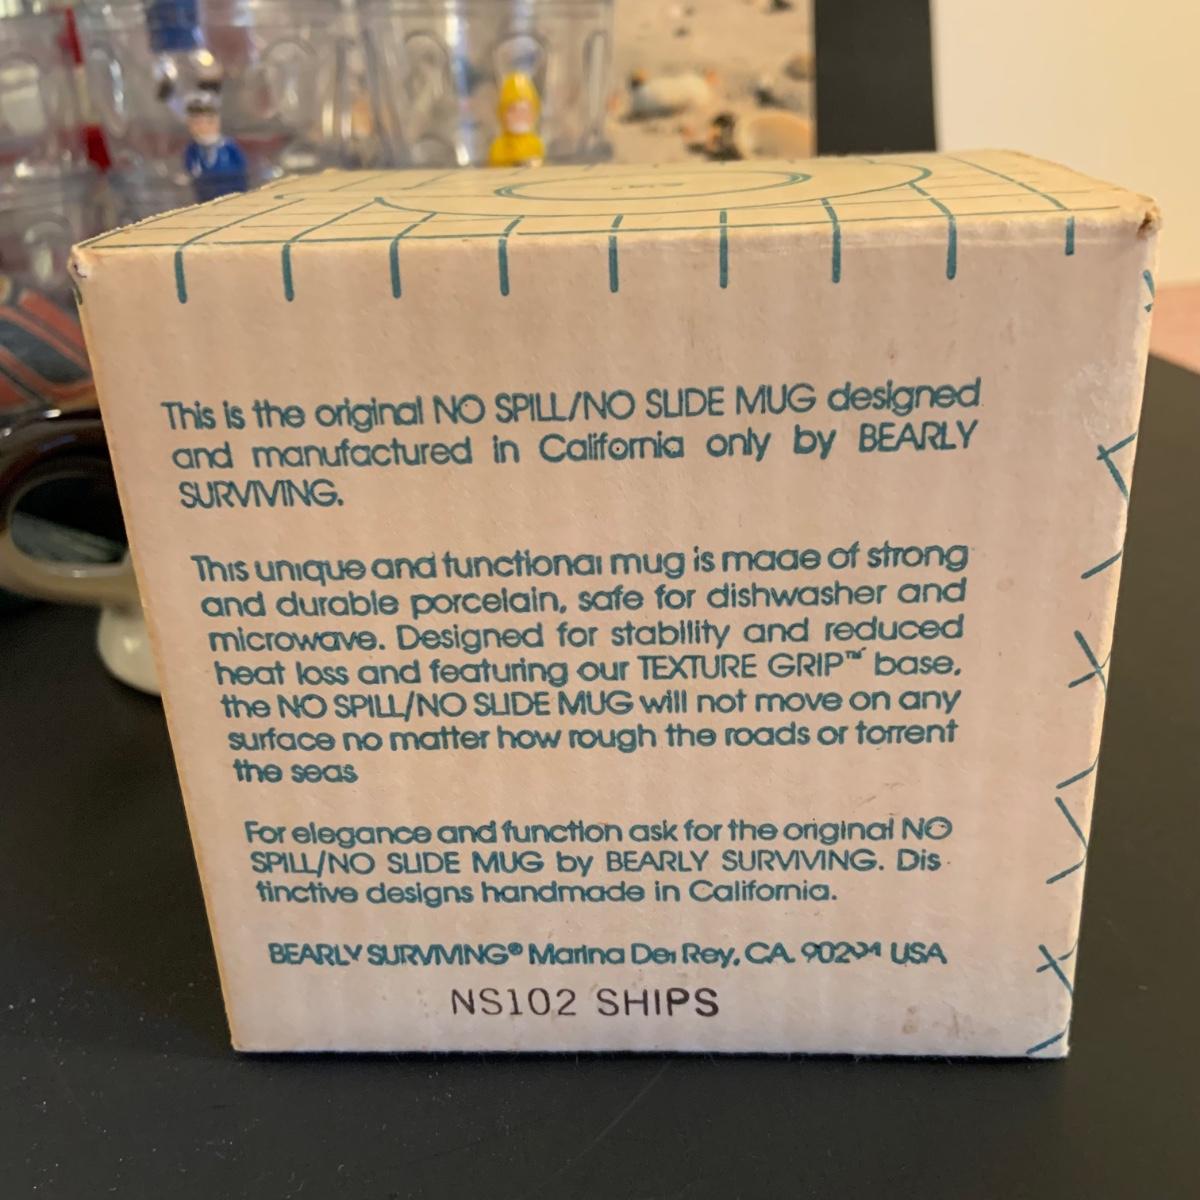 This is the original NO SPILL/NO SLIDE MUG designed
and manufactured in California only by BEARLY
SURVIVING.
This unique and functional mug is made of strong
and durable porcelain, safe for dishwasher and
microwave. Designed for stability and reduced
heat loss and featuring our TEXTURE GRIP™ base,
the NO SPILL/NO SLIDE MUG will not move on any
surface no matter how rough the roads or torrent
the seas
For elegance and function ask for the original NO
SPILL/NO SLIDE MUG by BEARLY SURVIVING. Dis
tinctive designs handmade in California.
BEARLY SURVIVING® Marina Del Rey, CA. USA
NS102 SHIPS